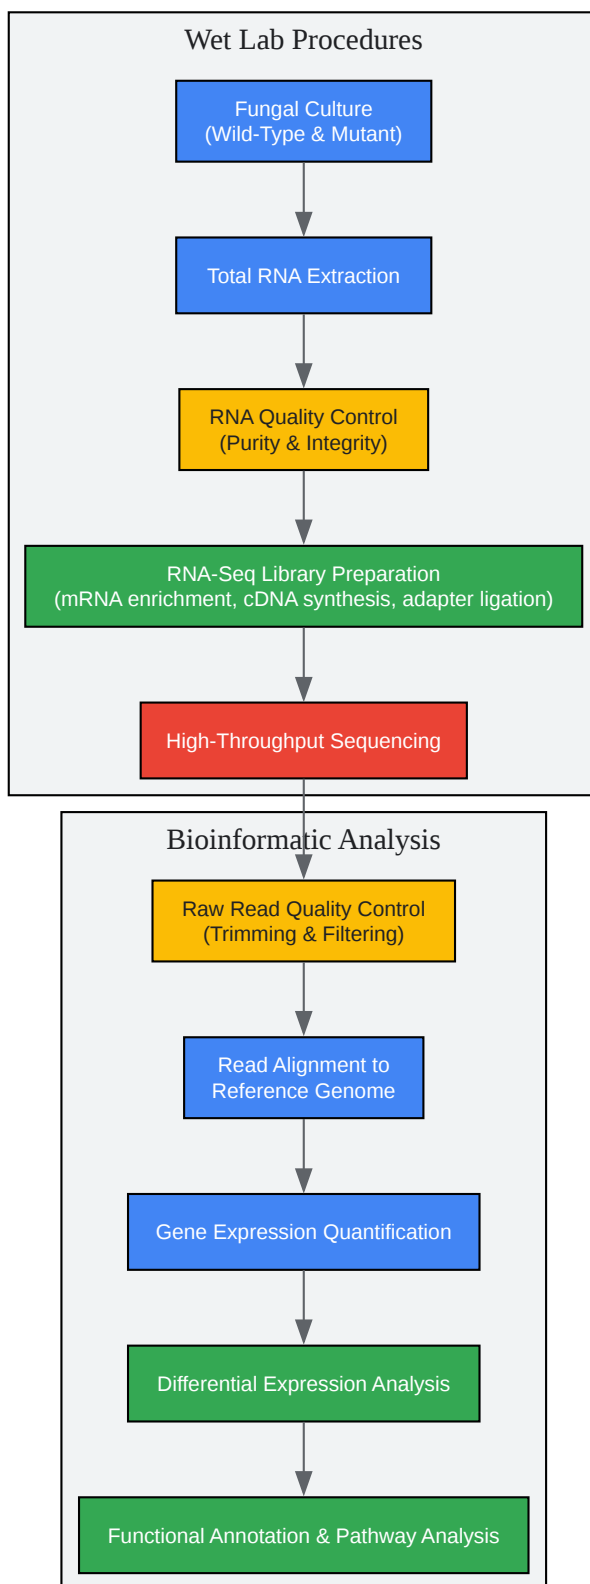 Wet Lab Procedures
Fungal Culture
(Wild-Type & Mutant)
Total RNA Extraction
RNA Quality Control
(Purity & Integrity)
RNA-Seq Library Preparation
(mRNA enrichment, cDNA synthesis, adapter ligation)
High-Throughput Sequencing
Bioinformatic Analysis
Raw Read Quality Control
(Trimming & Filtering)
Read Alignment to
Reference Genome
Gene Expression Quantification
Differential Expression Analysis
Functional Annotation & Pathway Analysis